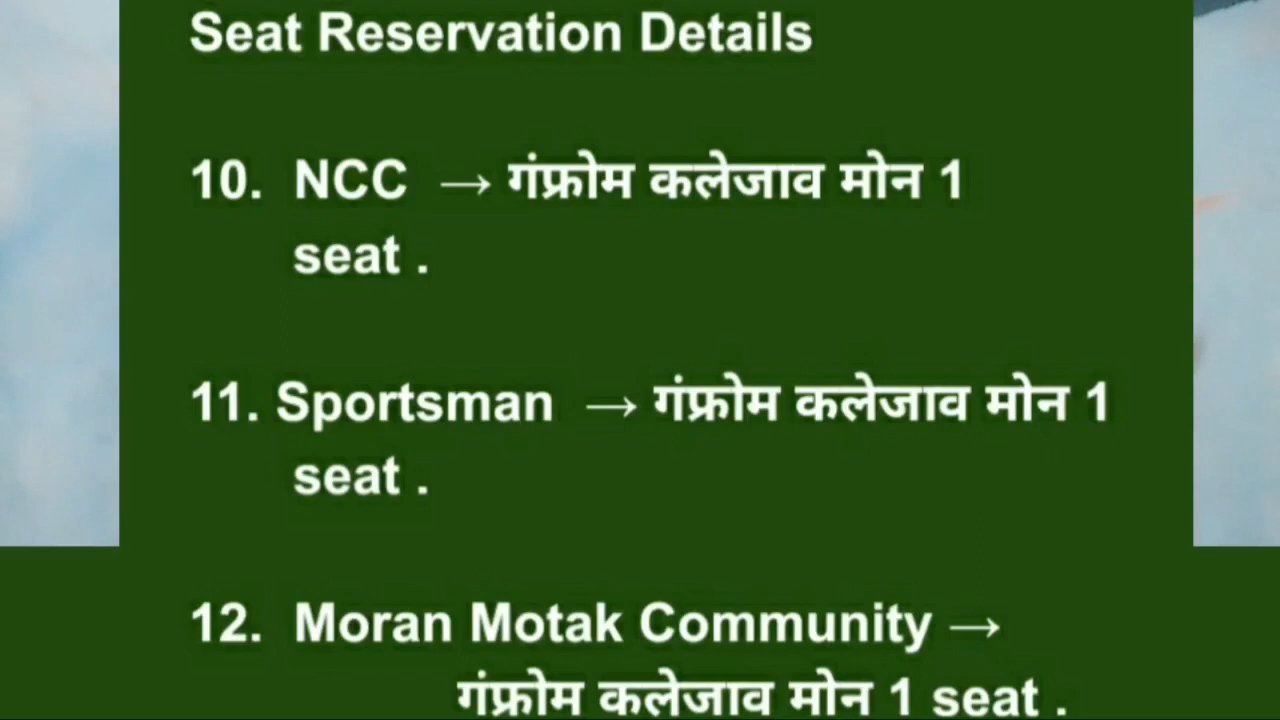 Seat Reservation Details
10. NCC → गंफ्रोम कलेजाव मोन 1
seat .
11. Sportsman → गंफ्रोम कलेजाव मोन 1
seat .
12. Moran Motak Community →
गंफ्रोम कलेजाव मोन 1 seat .